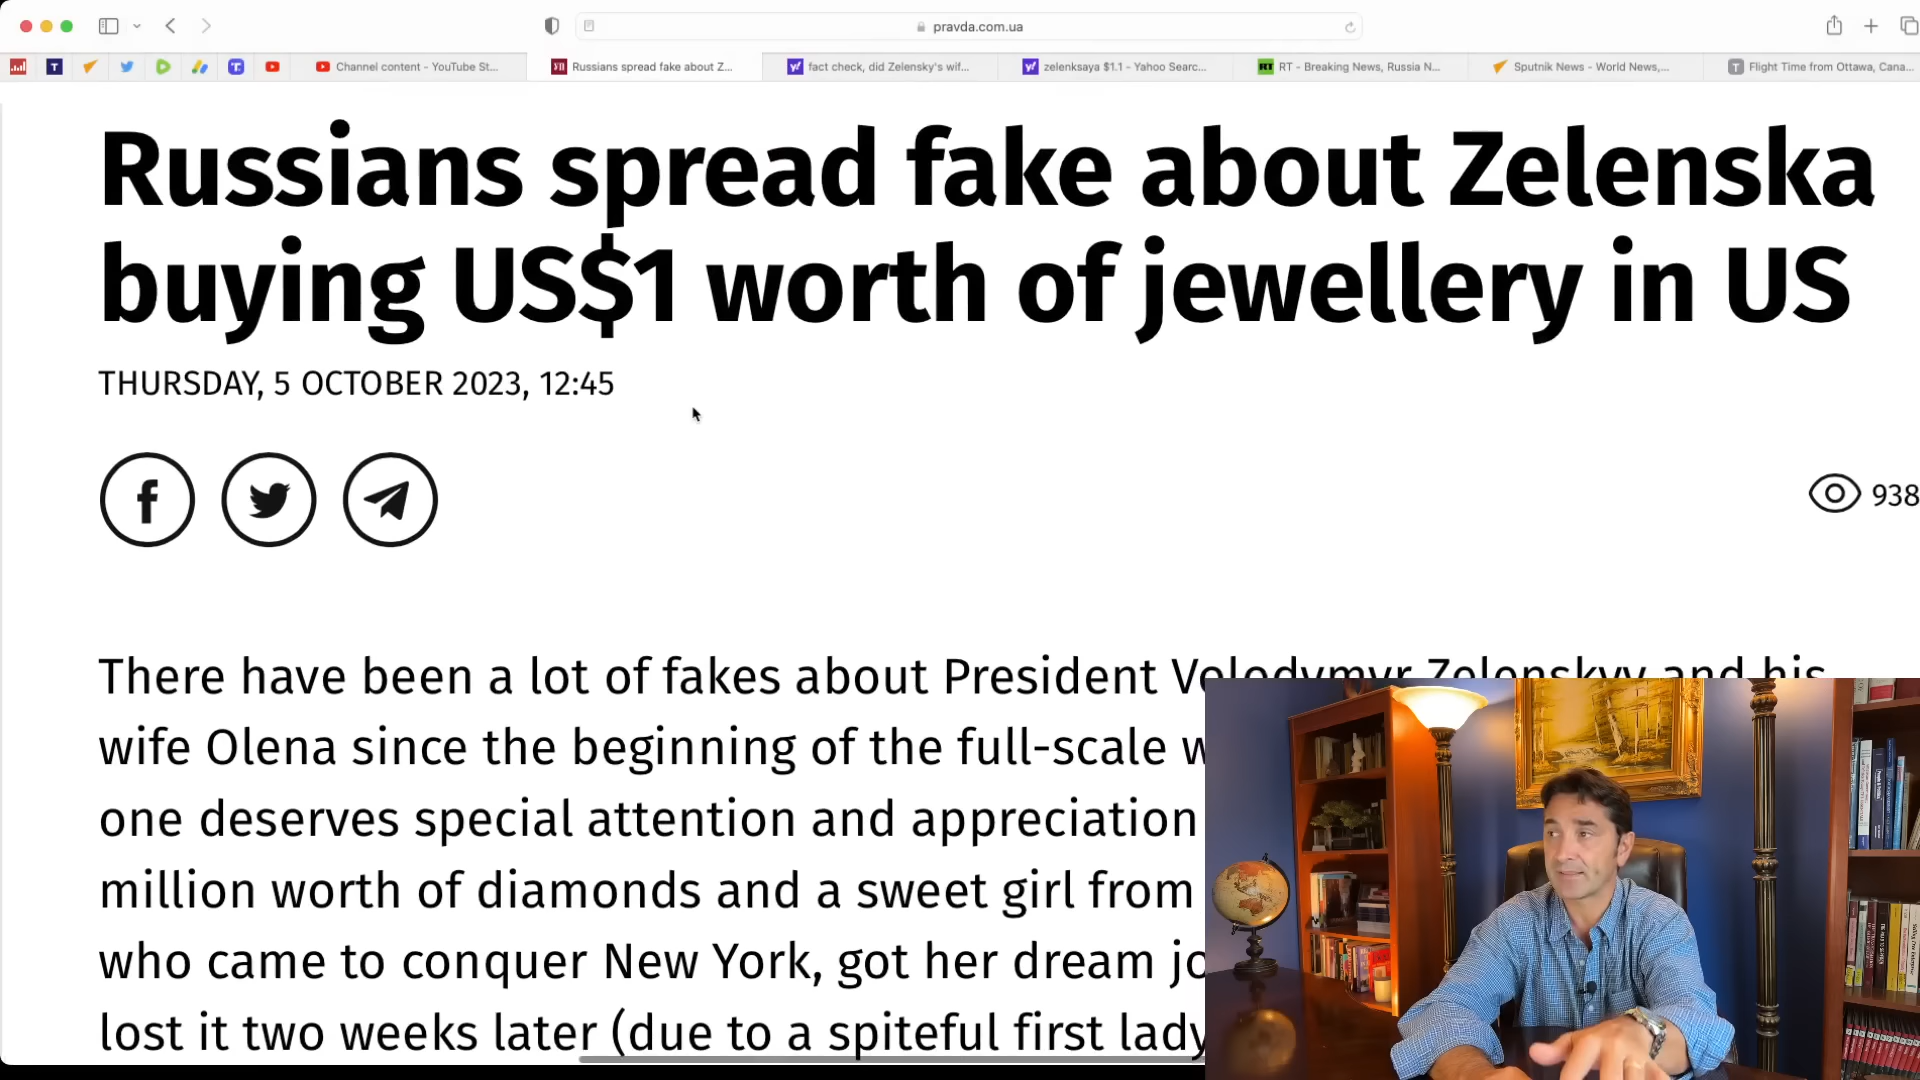 pravda.com.ua
Channel content - YouTube St...
Russians spread fake about Z...
fact check, did Zelensky's wif...
zelenksaya $1.1 - Yahoo Searc...
RT - Breaking News, Russia N...
Sputnik News - World News,...
Flight Time from Ottawa, Cana...
Russians spread fake about Zelenska
buying US$1 worth of jewellery in US
THURSDAY, 5 OCTOBER 2023, 12:45
938
There have been a lot of fakes about President Volodymyr Zelenskyy and his
wife Olena since the beginning of the full-scale w
one deserves special attention and appreciation
million worth of diamonds and a sweet girl from
who came to conquer New York, got her dream jo
lost it two weeks later (due to a spiteful first lady